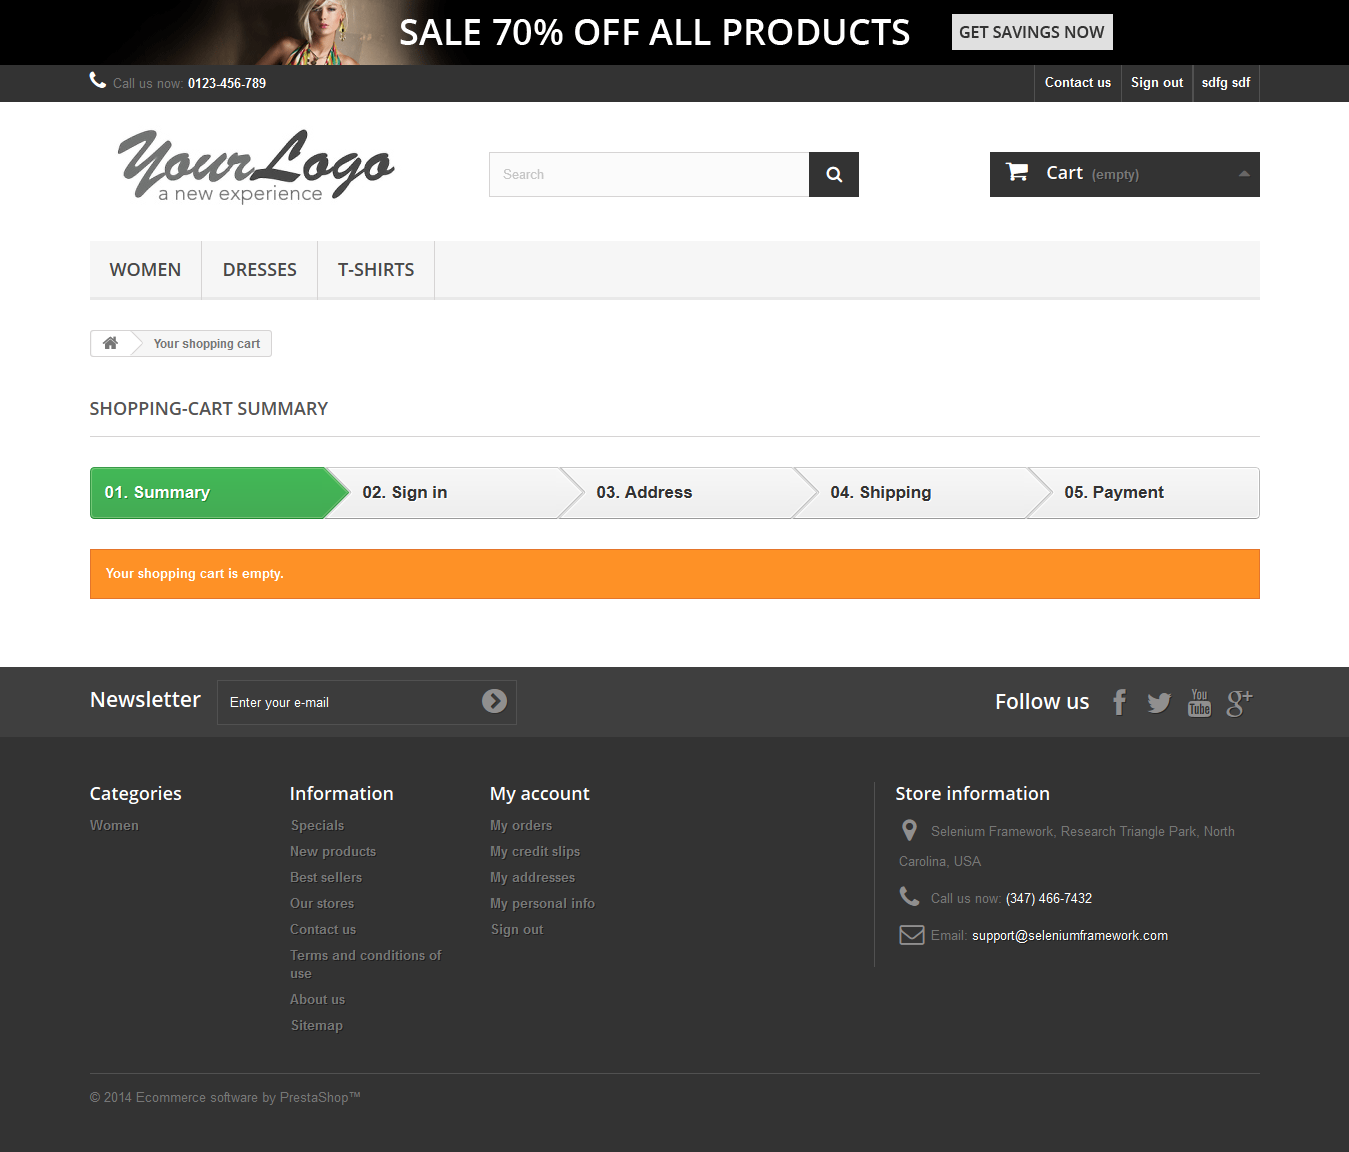 SALE 70% OFF ALL PRODUCTS
GET SAVINGS NOW
Call us now: 0123-456-789
Contact us
Sign out
sdfg sdf
YourLogo
a new experience
Search
Cart (empty)
WOMEN
DRESSES
T-SHIRTS
Your shopping cart
SHOPPING-CART SUMMARY
01. Summary
02. Sign in
03. Address
04. Shipping
05. Payment
Your shopping cart is empty.
Newsletter
Enter your e-mail
Follow us
You
Tube
Categories
Women
Information
Specials
New products
Best sellers
Our stores
Contact us
Terms and conditions of
use
About us
Sitemap
My account
My orders
My credit slips
My addresses
My personal info
Sign out
Store information
Selenium Framework, Research Triangle Park, North
Carolina, USA
Call us now: (347) 466-7432
Email: support@seleniumframework.com
© 2014 Ecommerce software by PrestaShop™